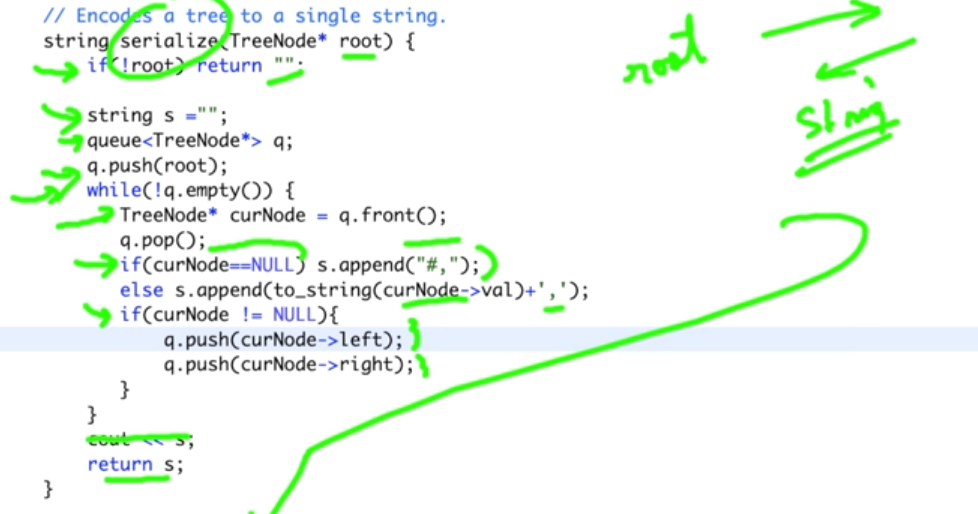 // Encodes a tree to a single string.
string serialize(TreeNode* root) {
if(!root) return "";
string s ="";
queue<TreeNode*> q;
q.push(root);
while(!q.empty()) {
TreeNode* curNode = q.front();
q.pop();
if(curNode==NULL) s.append("#,");
else s.append(to_string(curNode->val)+',');
if(curNode != NULL){
q.push(curNode->left);
q.push(curNode->right);
}
}
cout << s;
return s;
}
root
String